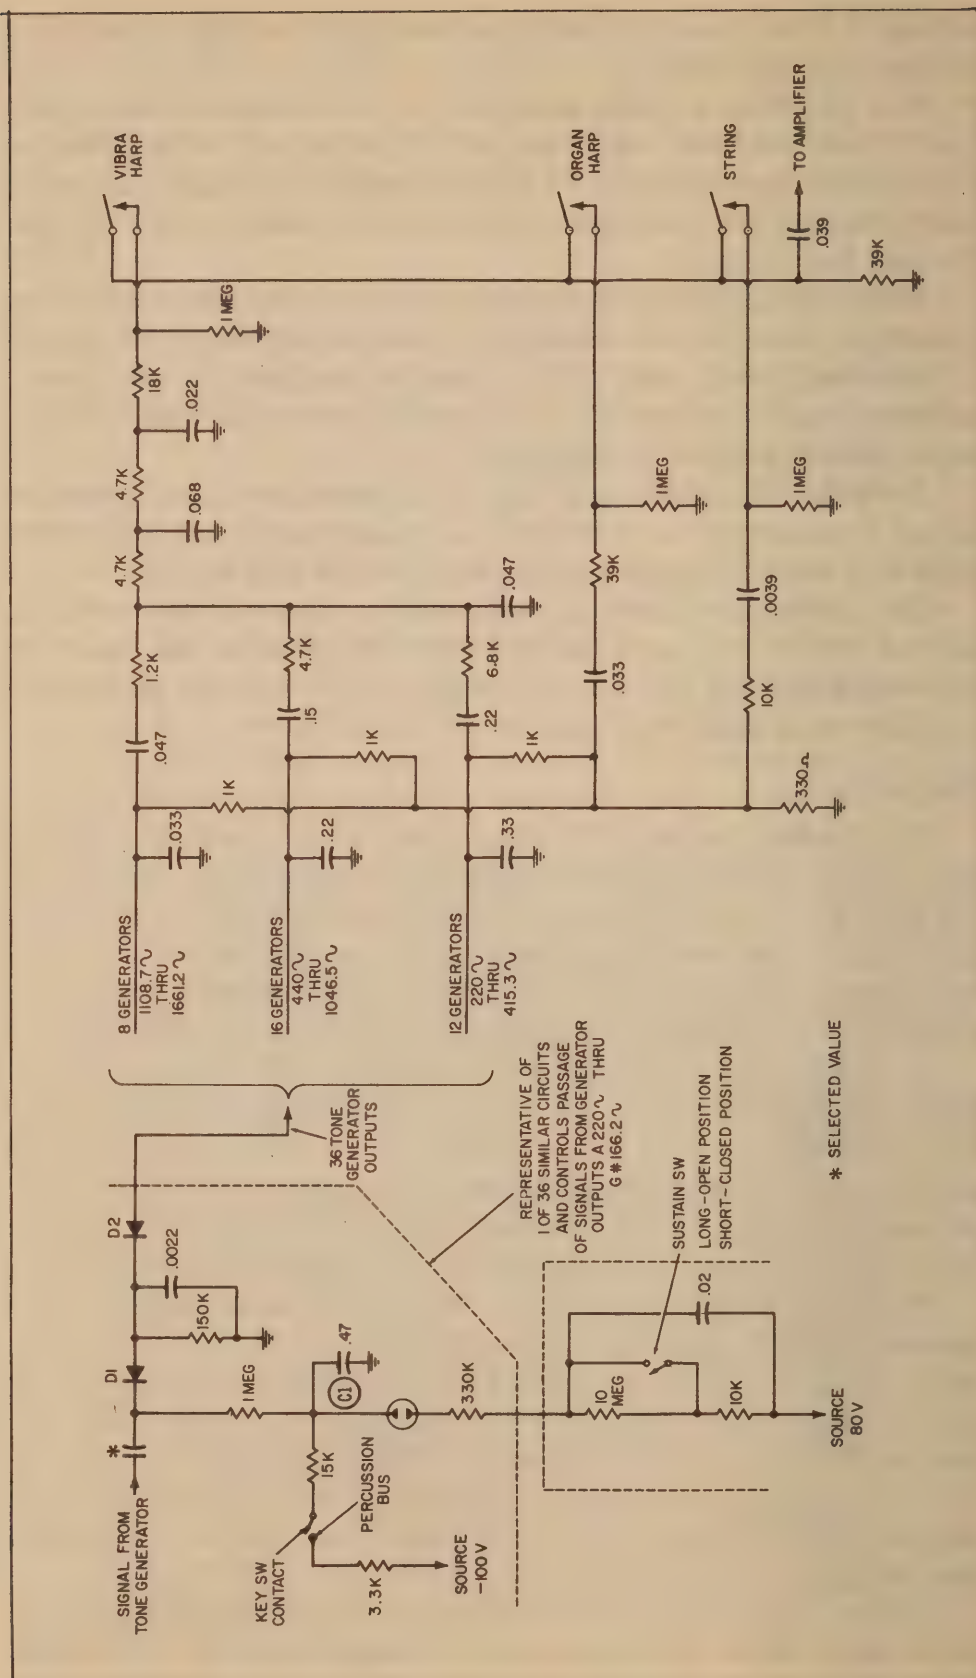 SIGNAL FROM
TONE GENERATOR
*
D1
D2
150K
.0022
1 MEG
C1
.47
15K
KEY SW
CONTACT
PERCUSSION
BUS
3.3K
SOURCE
-100 V
330K
10
MEG
10K
.02
SOURCE
80 V
SUSTAIN SW
LONG-OPEN POSITION
SHORT-CLOSED POSITION
* SELECTED VALUE
REPRESENTATIVE OF
1 OF 36 SIMILAR CIRCUITS
AND CONTROLS PASSAGE
OF SIGNALS FROM GENERATOR
OUTPUTS A 220~ THRU
G#166.2~
36 TONE
GENERATOR
OUTPUTS
8 GENERATORS
1108.7~
THRU
1661.2~
.033
.047
1.2K
4.7K
.068
4.7K
.022
18K
1 MEG
VIBRA
HARP
1K
16 GENERATORS
440~
THRU
1046.5~
.22
.15
4.7K
1K
12 GENERATORS
220~
THRU
415.3~
.33
.22
6.8K
.047
1K
.033
39K
1 MEG
ORGAN
HARP
330Ω
10K
.0039
1 MEG
STRING
.039
TO AMPLIFIER
39K